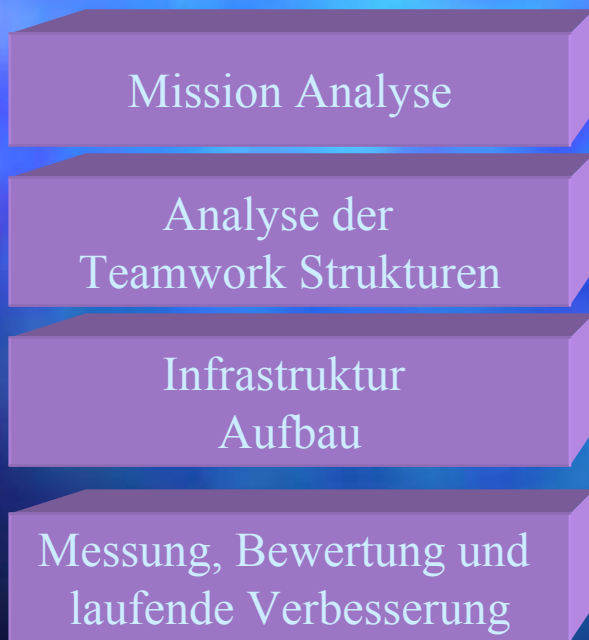 Mission Analyse
Analyse der
Teamwork Strukturen
Infrastruktur
Aufbau
Messung, Bewertung und
laufende Verbesserung